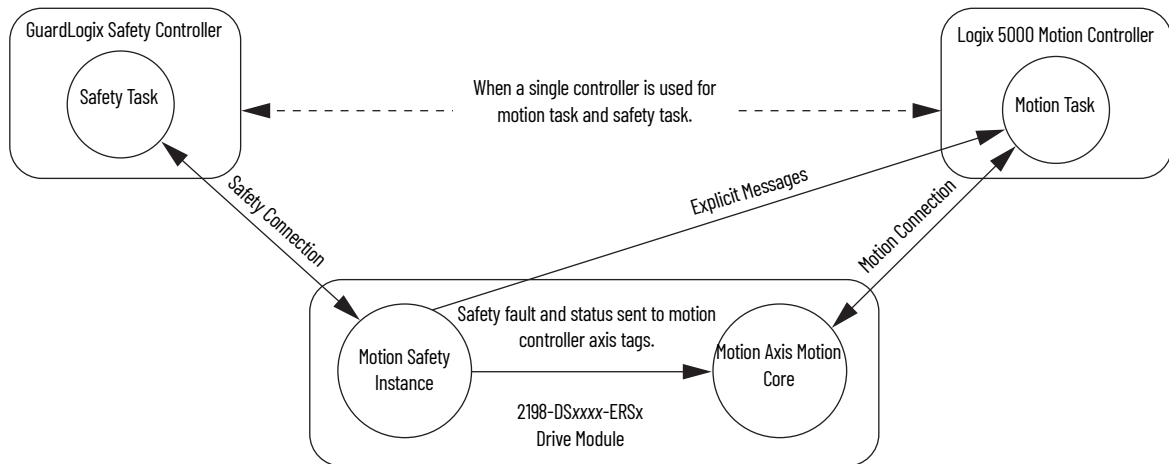 GuardLogix Safety Controller
Safety Task
When a single controller is used for
motion task and safety task.
Logix 5000 Motion Controller
Motion Task
Safety Connection
Explicit Messages
Motion Connection
Safety fault and status sent to motion
controller axis tags.
Motion Safety
Instance
Motion Axis Motion
Core
2198-DSxxxx-ERSx
Drive Module